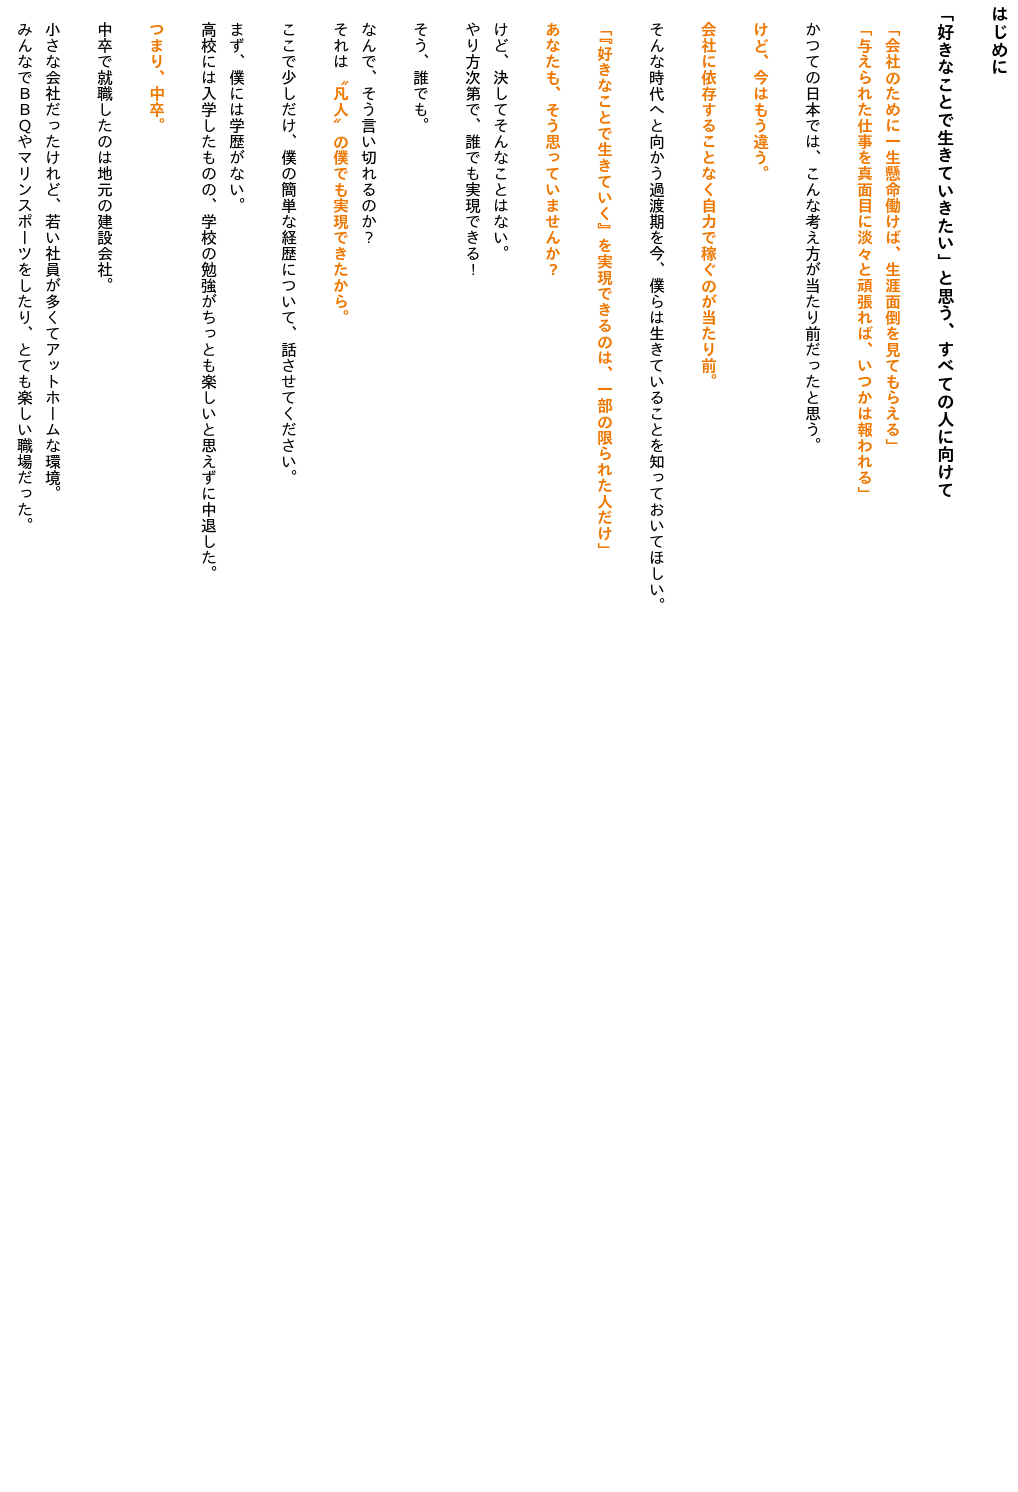 はじめに
「好きなことで生きていきたい」と思う、すべての人に向けて
「会社のために一生懸命働けば、生涯面倒を見てもらえる」
「与えられた仕事を真面目に淡々と頑張れば、いつかは報われる」
かつての日本では、こんな考え方が当たり前だったと思う。
けど、今はもう違う。
会社に依存することなく自力で稼ぐのが当たり前。
そんな時代へと向かう過渡期を今、僕らは生きていることを知っておいてほしい。
「『好きなことで生きていく』を実現できるのは、一部の限られた人だけ」
あなたも、そう思っていませんか？
けど、決してそんなことはない。
やり方次第で、誰でも実現できる！
そう、誰でも。
なんで、そう言い切れるのか？
それは〝凡人〟の僕でも実現できたから。
ここで少しだけ、僕の簡単な経歴について、話させてください。
まず、僕には学歴がない。
高校には入学したものの、学校の勉強がちっとも楽しいと思えずに中退した。
つまり、中卒。
中卒で就職したのは地元の建設会社。
小さな会社だったけれど、若い社員が多くてアットホームな環境。
みんなでＢＢＱやマリンスポーツをしたり、とても楽しい職場だった。